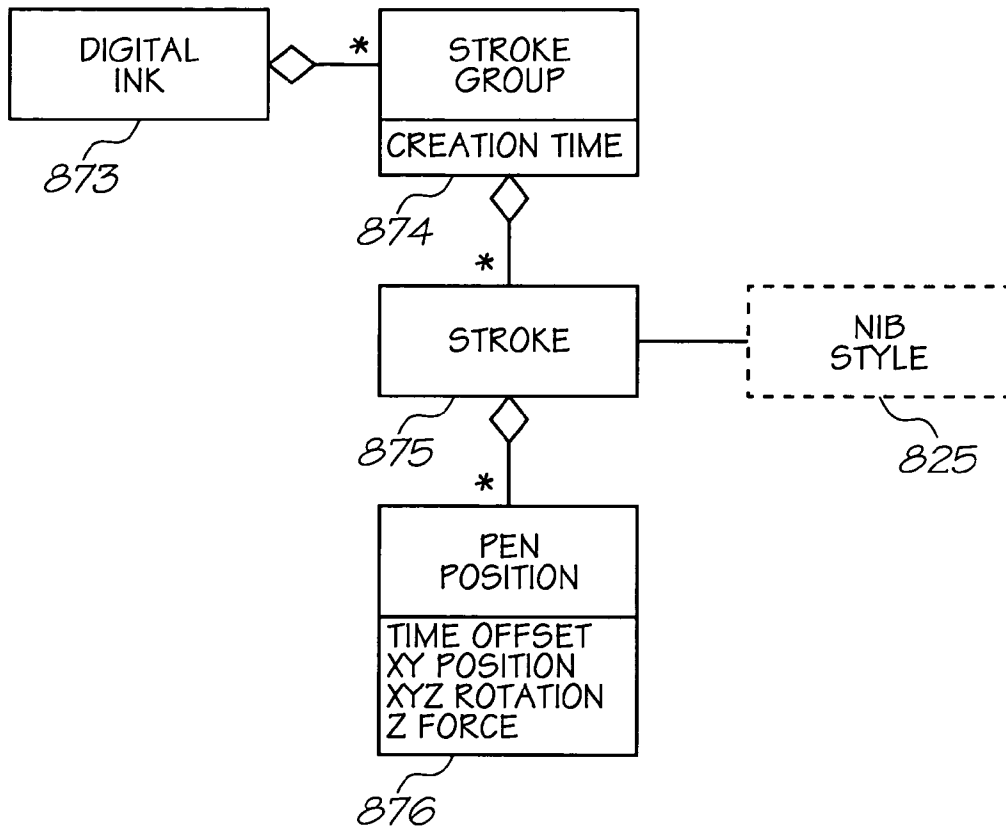 DIGITAL
INK
*
STROKE
GROUP
CREATION TIME
873
874
*
STROKE
NIB
STYLE
875
825
*
PEN
POSITION
TIME OFFSET
XY POSITION
XYZ ROTATION
Z FORCE
876